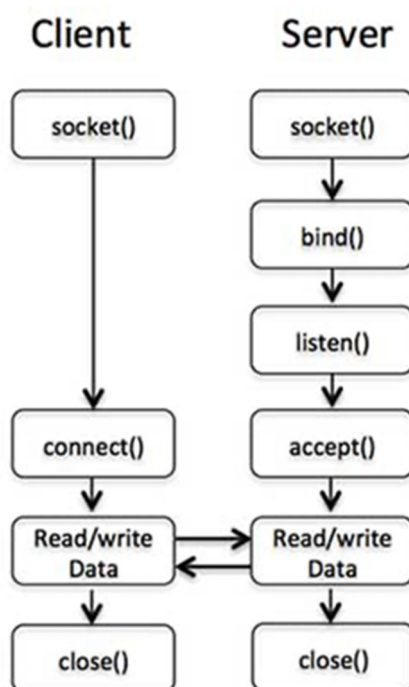 Client Server
socket() socket()
bind()
listen()
connect() accept()
Read/write Read/write
Data Data
close() close()